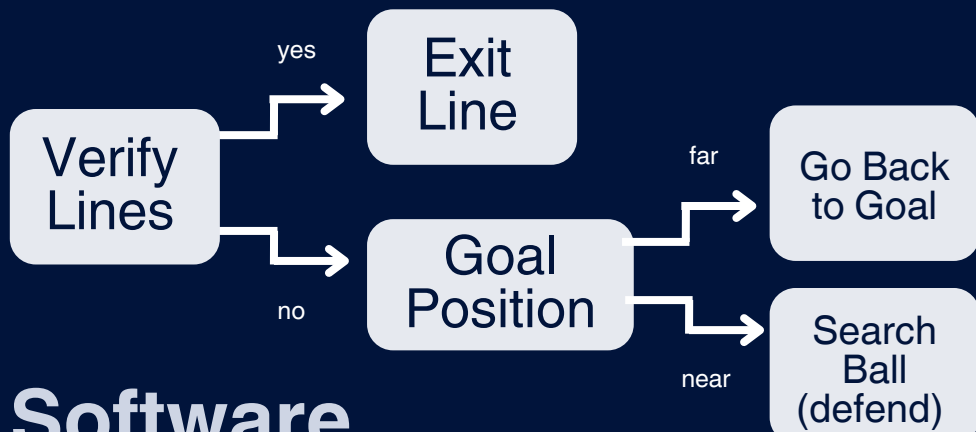 yes
Exit
Line
Verify
Lines
far
Go Back
to Goal
no
Goal
Position
near
Search
Ball
(defend)
Software